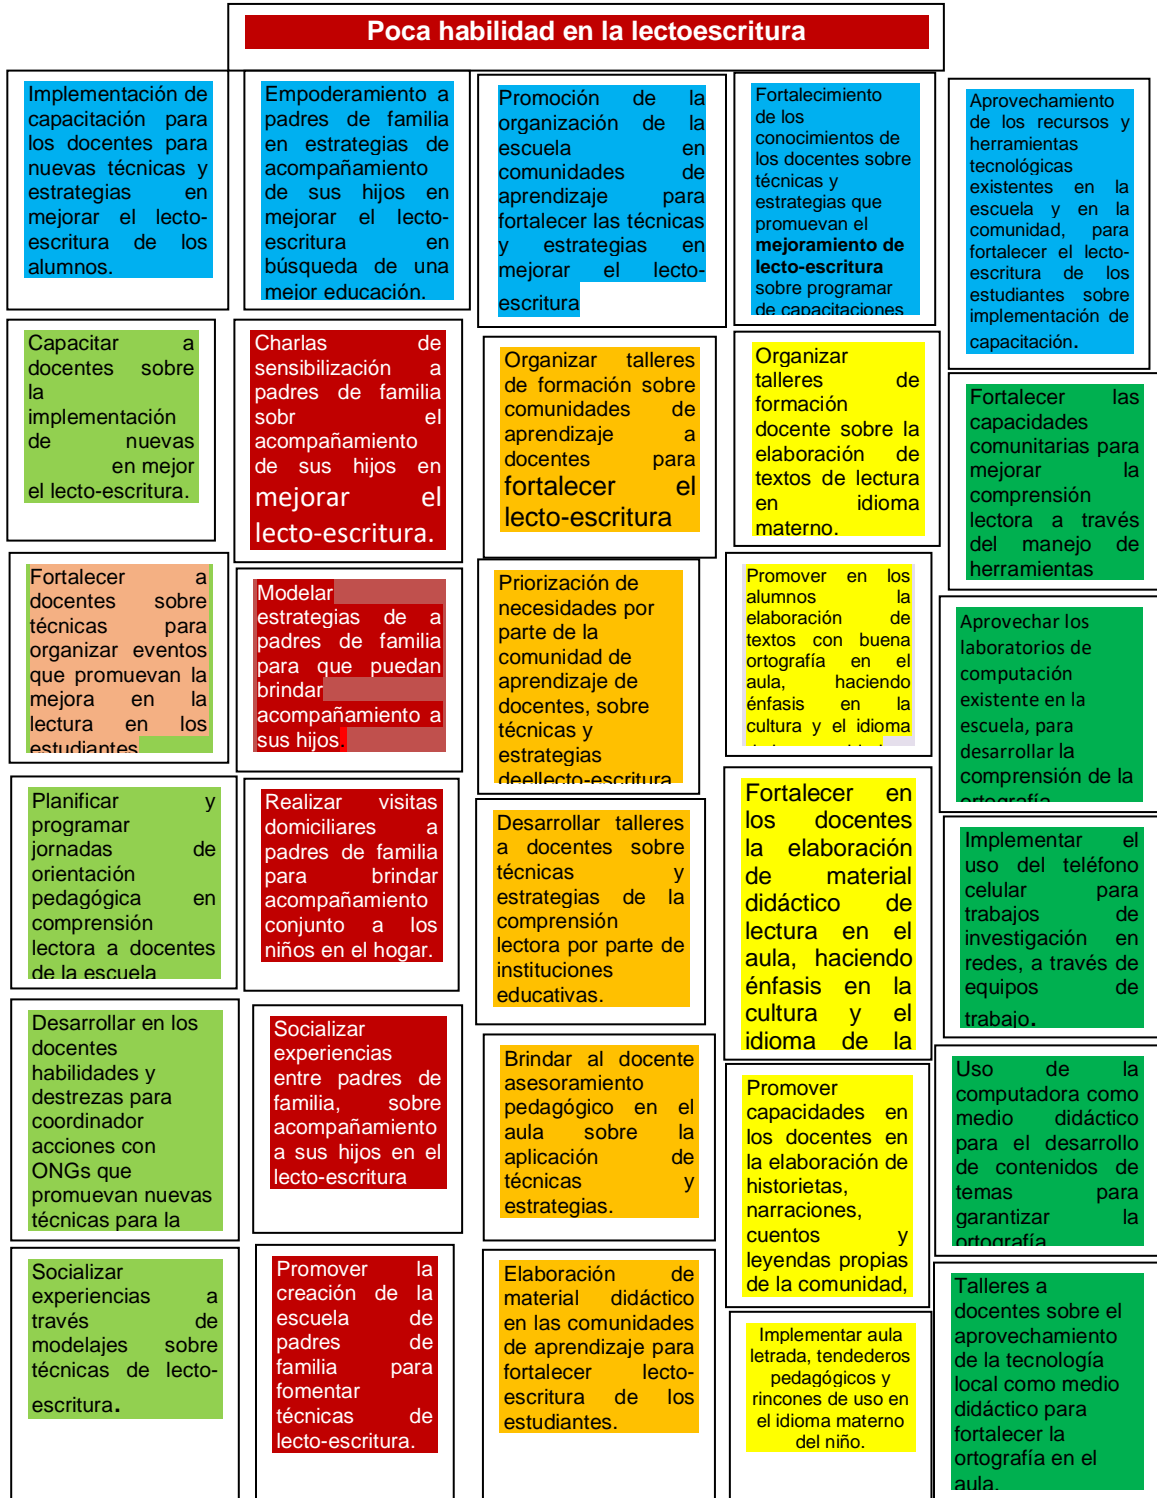 Poca habilidad en la lectoescritura
Implementación de
capacitación para
los docentes para
nuevas técnicas y
estrategias en
mejorar el lecto-
escritura de los
alumnos.
Empoderamiento a
padres de familia
en estrategias de
acompañamiento
de sus hijos en
mejorar el lecto-
escritura en
búsqueda de una
mejor educación.
Promoción de la
organización de la
escuela en
comunidades de
aprendizaje para
fortalecer las técnicas
y estrategias en
mejorar el lecto-
escritura
Fortalecimiento
de los
conocimientos de
los docentes sobre
técnicas y
estrategias que
promuevan el
mejoramiento de
lecto-escritura
sobre programar
de capacitaciones
Aprovechamiento
de los recursos y
herramientas
tecnológicas
existentes en la
escuela y en la
comunidad, para
fortalecer el lecto-
escritura de los
estudiantes sobre
implementación de
capacitación.
Capacitar a
docentes sobre
la
implementación
de nuevas
en mejor
el lecto-escritura.
Charlas de
sensibilización a
padres de familia
sobr el
acompañamiento
de sus hijos en
mejorar el
lecto-escritura.
Organizar talleres
de formación sobre
comunidades de
aprendizaje a
docentes para
fortalecer el
lecto-escritura
Organizar
talleres de
formación
docente sobre la
elaboración de
textos de lectura
en idioma
materno.
Fortalecer las
capacidades
comunitarias para
mejorar la
comprensión
lectora a través
del manejo de
herramientas
Fortalecer a
docentes sobre
técnicas para
organizar eventos
que promuevan la
mejora en la
lectura en los
estudiantes
Modelar
estrategias de a
padres de familia
para que puedan
brindar
acompañamiento a
sus hijos.
Priorización de
necesidades por
parte de la
comunidad de
aprendizaje de
docentes, sobre
técnicas y
estrategias
deellecto-escritura
Promover en los
alumnos la
elaboración de
textos con buena
ortografía en el
aula, haciendo
énfasis en la
cultura y el idioma
Aprovechar los
laboratorios de
computación
existente en la
escuela, para
desarrollar la
comprensión de la
ortografía
Planificar y
programar
jornadas de
orientación
pedagógica en
comprensión
lectora a docentes
de la escuela
Realizar visitas
domiciliares a
padres de familia
para brindar
acompañamiento
conjunto a los
niños en el hogar.
Desarrollar talleres
a docentes sobre
técnicas y
estrategias de la
comprensión
lectora por parte de
instituciones
educativas.
Fortalecer en
los docentes
la elaboración
de material
didáctico de
lectura en el
aula, haciendo
énfasis en la
cultura y el
idioma de la
Implementar el
uso del teléfono
celular para
trabajos de
investigación en
redes, a través de
equipos de
trabajo.
Desarrollar en los
docentes
habilidades y
destrezas para
coordinador
acciones con
ONGs que
promuevan nuevas
técnicas para la
Socializar
experiencias
entre padres de
familia, sobre
acompañamiento
a sus hijos en el
lecto-escritura
Brindar al docente
asesoramiento
pedagógico en el
aula sobre la
aplicación de
técnicas y
estrategias.
Promover
capacidades en
los docentes en
la elaboración de
historietas,
narraciones,
cuentos y
leyendas propias
de la comunidad,
Uso de la
computadora como
medio didáctico
para el desarrollo
de contenidos de
temas para
garantizar la
ortografía
Socializar
experiencias a
través de
modelajes sobre
técnicas de lecto-
escritura.
Promover la
creación de la
escuela de
padres de
familia para
fomentar
técnicas de
lecto-escritura.
Elaboración de
material didáctico
en las comunidades
de aprendizaje para
fortalecer lecto-
escritura de los
estudiantes.
Implementar aula
letrada, tendederos
pedagógicos y
rincones de uso en
el idioma materno
del niño.
Talleres a
docentes sobre el
aprovechamiento
de la tecnología
local como medio
didáctico para
fortalecer la
ortografía en el
aula.